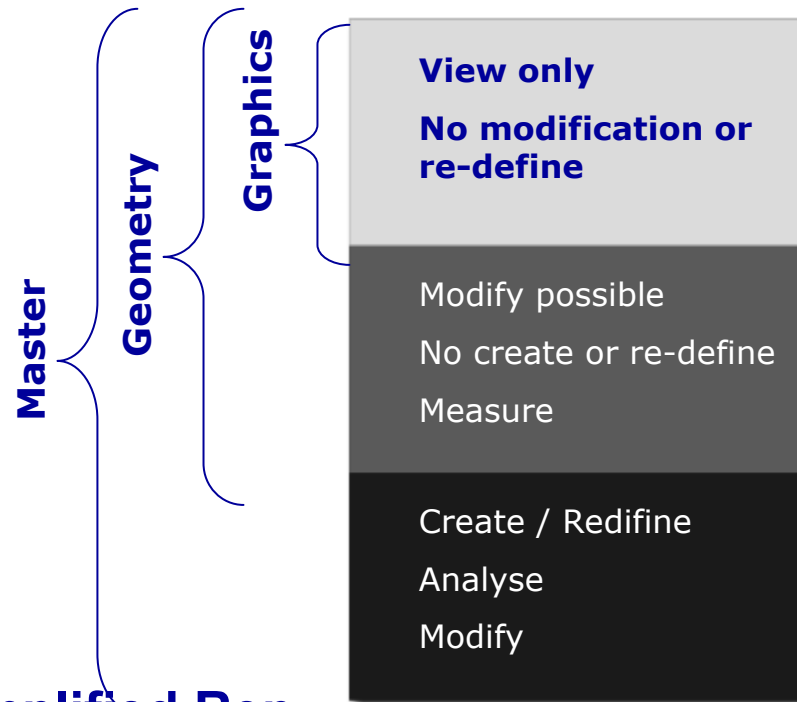 Master
Geometry
Graphics
View only
No modification or
re-define
Modify possible
No create or re-define
Measure
Create / Redifine
Analyse
Modify